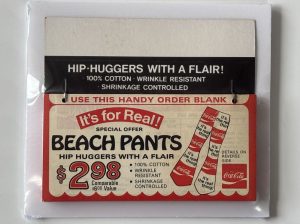 HIP-HUGGERS WITH A FLAIR!
100% COTTON · WRINKLE RESISTANT
SHRINKAGE CONTROLLED
USE THIS HANDY ORDER BLANK
It's for Real!
SPECIAL OFFER
BEACH PANTS
HIP HUGGERS WITH A FLAIR
$2.98
Comparable
Value
• 100% COTTON
• WRINKLE
RESISTANT
• SHRINKAGE
CONTROLLED
DETAILS ON
REVERSE
SIDE
Coca-Cola